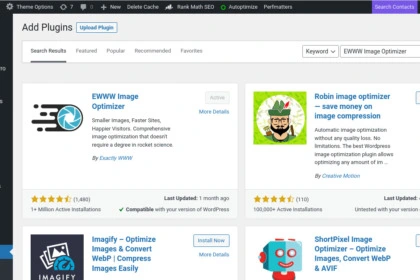 Theme Options 7 0 New Delete Cache Rank Math SEO Autoptimize Perfmatters Search Contacts
Add Plugins Upload Plugin
Search Results Featured Popular Recommended Favorites Keyword EWWW Image Optimizer
EWWW Image
Optimizer
Active
More Details
Smaller Images, Faster Sites,
Happier Visitors. Comprehensive
image optimization that doesn't
require a degree in rocket science.
By Exactly WWW
(1,480)
Last Updated: 1 month ago
1+ Million Active Installations
Compatible with your version of WordPress
Robin image optimizer
— save money on
image compression
Automatic image optimization
without any quality loss. No
limitations. The best Wordpress
image optimization plugin allows
optimizing any amount of im...
By Creative Motion
(110)
Last Updated:
100,000+ Active Installations
Untested with your
IMAGIFY
Imagify – Optimize
Images & Convert
WebP | Compress
Images Easily
Install Now
More Details
ShortPixel Image
Optimizer – Optimize
Images, Convert WebP
& AVIF